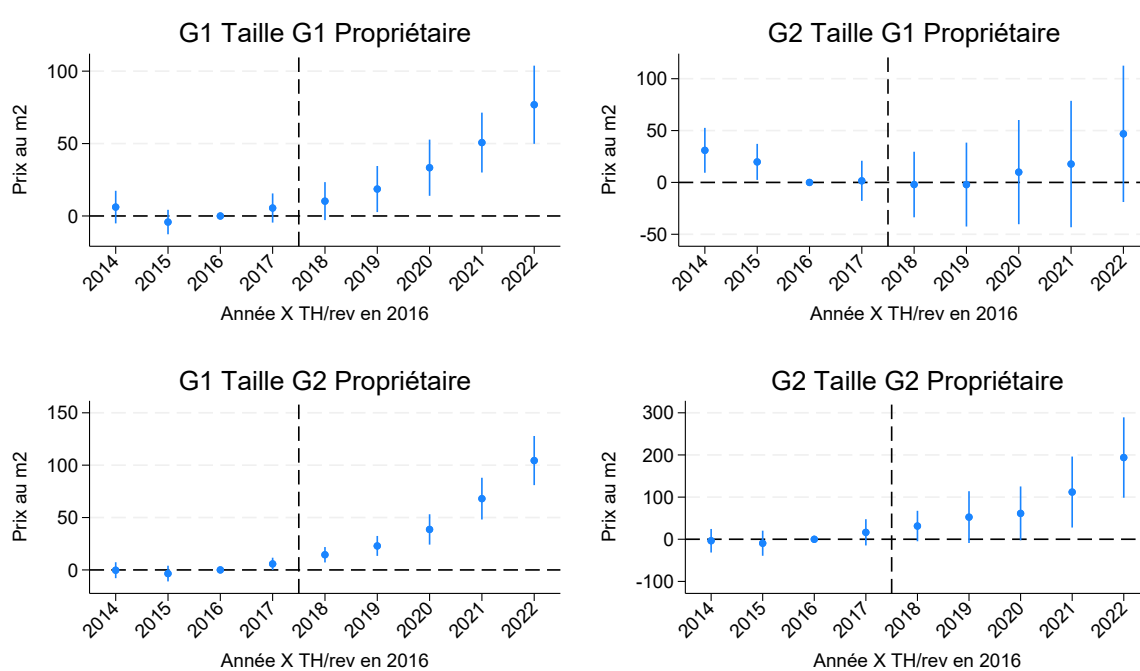 G1 Taille G1 Propriétaire
Prix au m2
100
50
0
2014 2015 2016 2017 2018 2019 2020 2021 2022
Année X TH/rev en 2016
G2 Taille G1 Propriétaire
Prix au m2
100
50
0
-50
2014 2015 2016 2017 2018 2019 2020 2021 2022
Année X TH/rev en 2016
G1 Taille G2 Propriétaire
Prix au m2
150
100
50
0
2014 2015 2016 2017 2018 2019 2020 2021 2022
Année X TH/rev en 2016
G2 Taille G2 Propriétaire
Prix au m2
300
200
100
0
-100
2014 2015 2016 2017 2018 2019 2020 2021 2022
Année X TH/rev en 2016